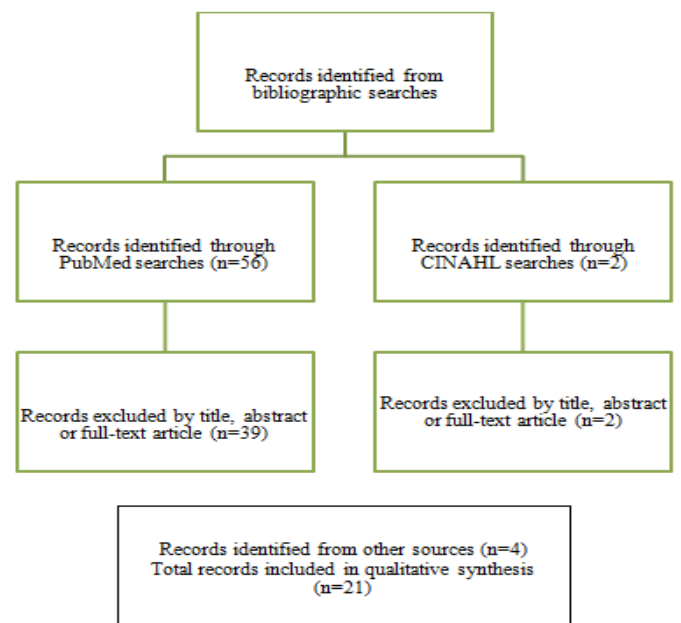 Records identified from
bibliographic searches
Records identified through
PubMed searches (n=56)
Records identified through
CINAHL searches (n=2)
Records excluded by title, abstract
or full-text article (n=39)
Records excluded by title, abstract
or full-text article (n=2)
Records identified from other sources (n=4)
Total records included in qualitative synthesis
(n=21)